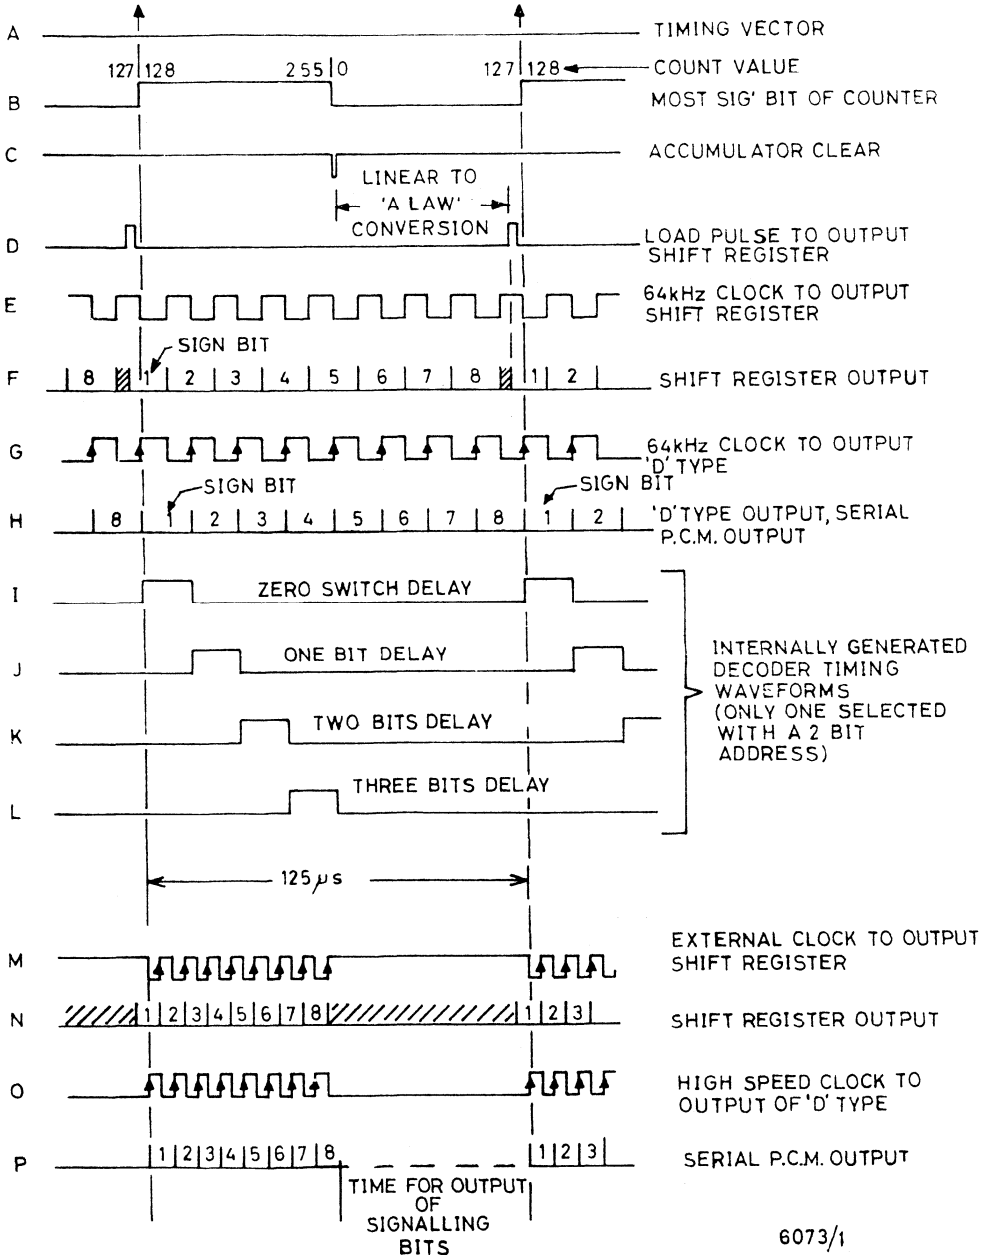 A TIMING VECTOR
127 128 255 0 127 128 COUNT VALUE
B MOST SIG' BIT OF COUNTER
C ACCUMULATOR CLEAR
LINEAR TO
'A LAW'
CONVERSION
D LOAD PULSE TO OUTPUT
SHIFT REGISTER
E 64kHz CLOCK TO OUTPUT
SHIFT REGISTER
SIGN BIT
F 8 1 2 3 4 5 6 7 8 1 2 SHIFT REGISTER OUTPUT
G 64kHz CLOCK TO OUTPUT
'D' TYPE
SIGN BIT SIGN BIT
H 8 1 2 3 4 5 6 7 8 1 2 'D' TYPE OUTPUT, SERIAL
P.C.M. OUTPUT
I ZERO SWITCH DELAY
J ONE BIT DELAY
K TWO BITS DELAY
L THREE BITS DELAY
INTERNALLY GENERATED
DECODER TIMING
WAVEFORMS
(ONLY ONE SELECTED
WITH A 2 BIT
ADDRESS)
125μs
M EXTERNAL CLOCK TO OUTPUT
SHIFT REGISTER
N 1 2 3 4 5 6 7 8 1 2 3 SHIFT REGISTER OUTPUT
O HIGH SPEED CLOCK TO
OUTPUT OF 'D' TYPE
P 1 2 3 4 5 6 7 8 1 2 3 SERIAL P.C.M. OUTPUT
TIME FOR OUTPUT
OF
SIGNALLING
BITS
6073/1